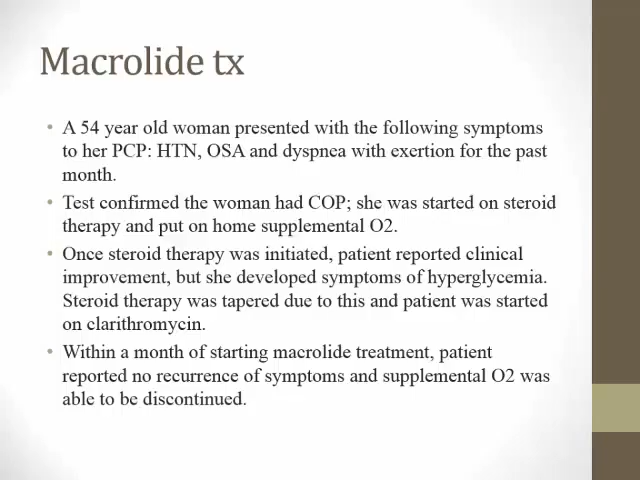 Macrolide tx
• A 54 year old woman presented with the following symptoms
to her PCP: HTN, OSA and dyspnea with exertion for the past
month.
• Test confirmed the woman had COP; she was started on steroid
therapy and put on home supplemental O2.
• Once steroid therapy was initiated, patient reported clinical
improvement, but she developed symptoms of hyperglycemia.
Steroid therapy was tapered due to this and patient was started
on clarithromycin.
• Within a month of starting macrolide treatment, patient
reported no recurrence of symptoms and supplemental O2 was
able to be discontinued.